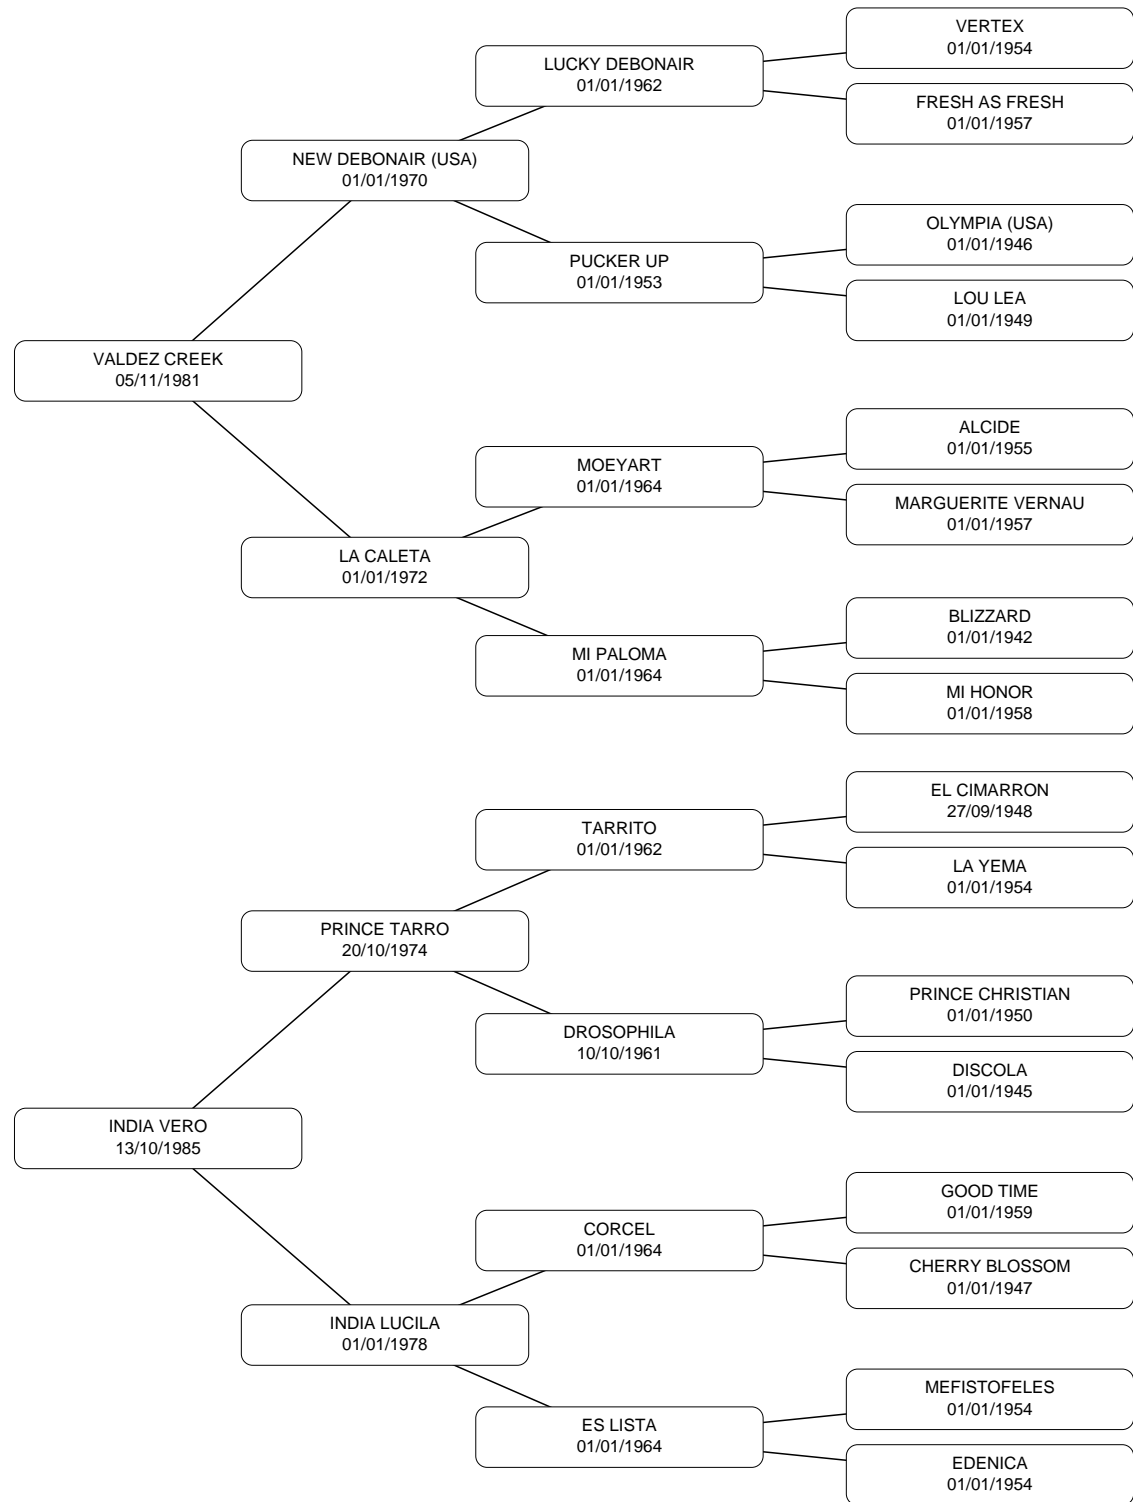 VERTEX
01/01/1954
LUCKY DEBONAIR
01/01/1962
FRESH AS FRESH
01/01/1957
NEW DEBONAIR (USA)
01/01/1970
OLYMPIA (USA)
01/01/1946
PUCKER UP
01/01/1953
LOU LEA
01/01/1949
VALDEZ CREEK
05/11/1981
ALCIDE
01/01/1955
MOEYART
01/01/1964
MARGUERITE VERNAU
01/01/1957
LA CALETA
01/01/1972
BLIZZARD
01/01/1942
MI PALOMA
01/01/1964
MI HONOR
01/01/1958
EL CIMARRON
27/09/1948
TARRITO
01/01/1962
LA YEMA
01/01/1954
PRINCE TARRO
20/10/1974
PRINCE CHRISTIAN
01/01/1950
DROSOPHILA
10/10/1961
DISCOLA
01/01/1945
INDIA VERO
13/10/1985
GOOD TIME
01/01/1959
CORCEL
01/01/1964
CHERRY BLOSSOM
01/01/1947
INDIA LUCILA
01/01/1978
MEFISTOFELES
01/01/1954
ES LISTA
01/01/1964
EDENICA
01/01/1954